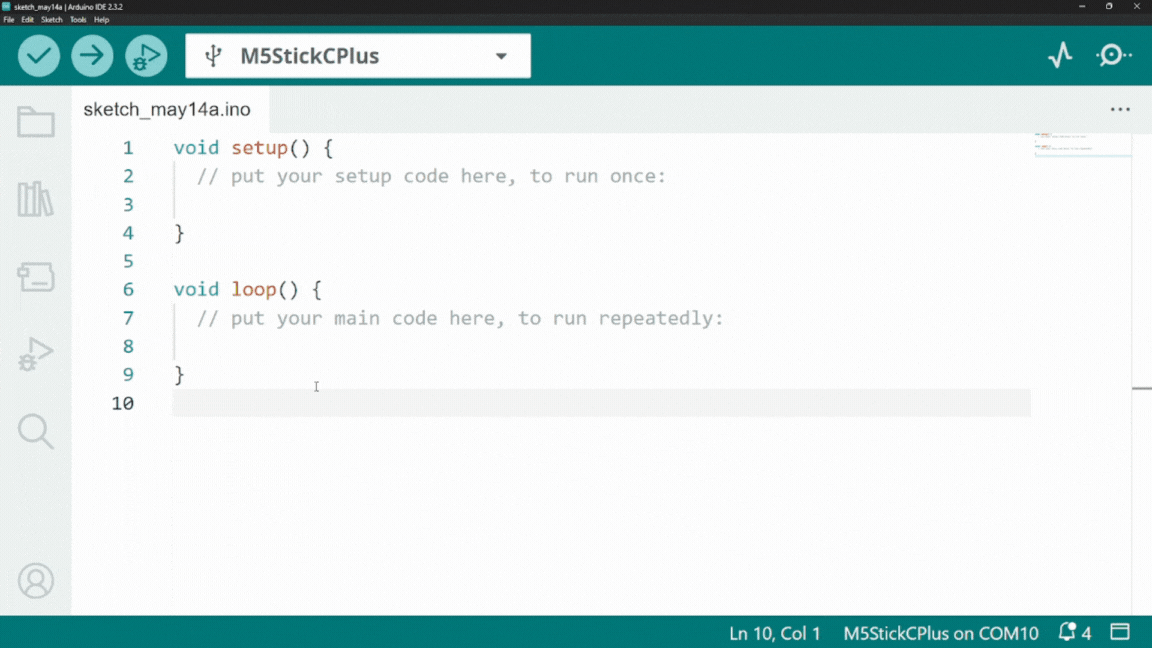 sketch_may14a | Arduino IDE 2.3.2
File Edit Sketch Tools Help
M5StickCPlus
sketch_may14a.ino
1 void setup() {
2 // put your setup code here, to run once:
3
4 }
5
6 void loop() {
7 // put your main code here, to run repeatedly:
8
9 }
10
Ln 10, Col 1 M5StickCPlus on COM10 4